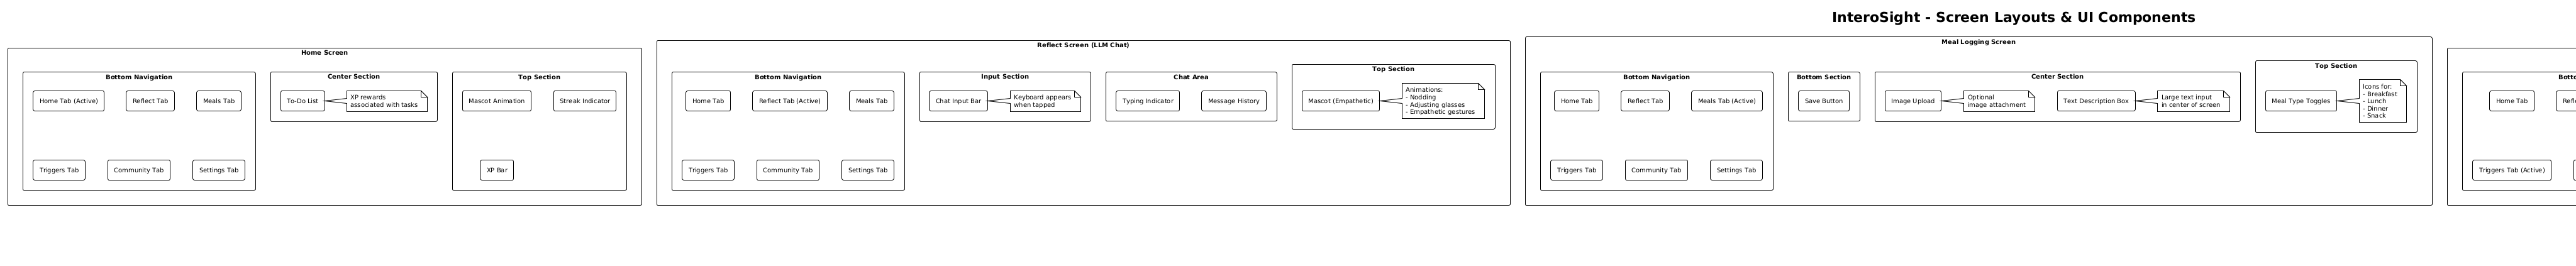 InteroSight - Screen Layouts & UI Components
Home Screen
Bottom Navigation
Home Tab (Active)
Reflect Tab
Meals Tab
Triggers Tab
Community Tab
Settings Tab
Center Section
To-Do List
XP rewards
associated with tasks
Top Section
Mascot Animation
Streak Indicator
XP Bar
Reflect Screen (LLM Chat)
Bottom Navigation
Home Tab
Reflect Tab (Active)
Meals Tab
Triggers Tab
Community Tab
Settings Tab
Input Section
Chat Input Bar
Keyboard appears
when tapped
Chat Area
Typing Indicator
Message History
Top Section
Mascot (Empathetic)
Animations:
- Nodding
- Adjusting glasses
- Empathetic gestures
Meal Logging Screen
Bottom Navigation
Home Tab
Reflect Tab
Meals Tab (Active)
Triggers Tab
Community Tab
Settings Tab
Bottom Section
Save Button
Center Section
Image Upload
Optional
image attachment
Text Description Box
Large text input
in center of screen
Top Section
Meal Type Toggles
Icons for:
- Breakfast
- Lunch
- Dinner
- Snack
Home Tab
Triggers Tab (Active)